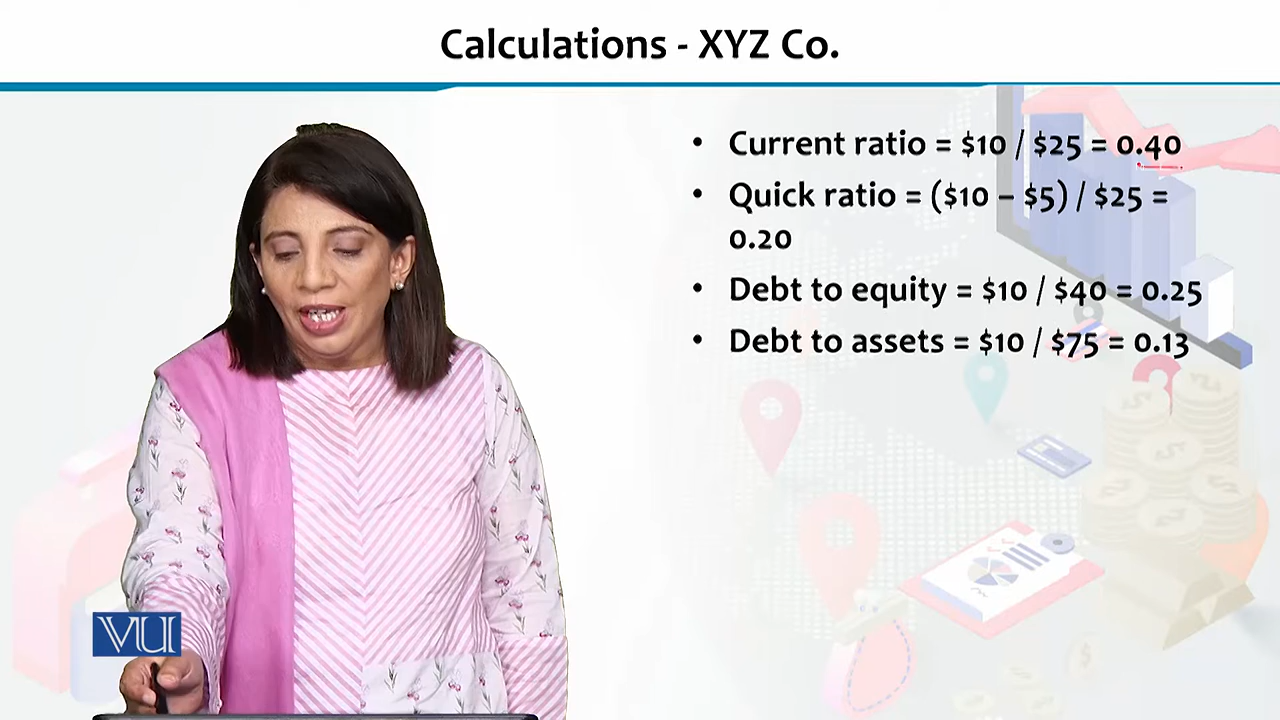 Calculations - XYZ Co.
• Current ratio = $10 / $25 = 0.40
• Quick ratio = ($10 – $5) / $25 =
0.20
• Debt to equity = $10 / $40 = 0.25
• Debt to assets = $10 / $75 = 0.13
VU